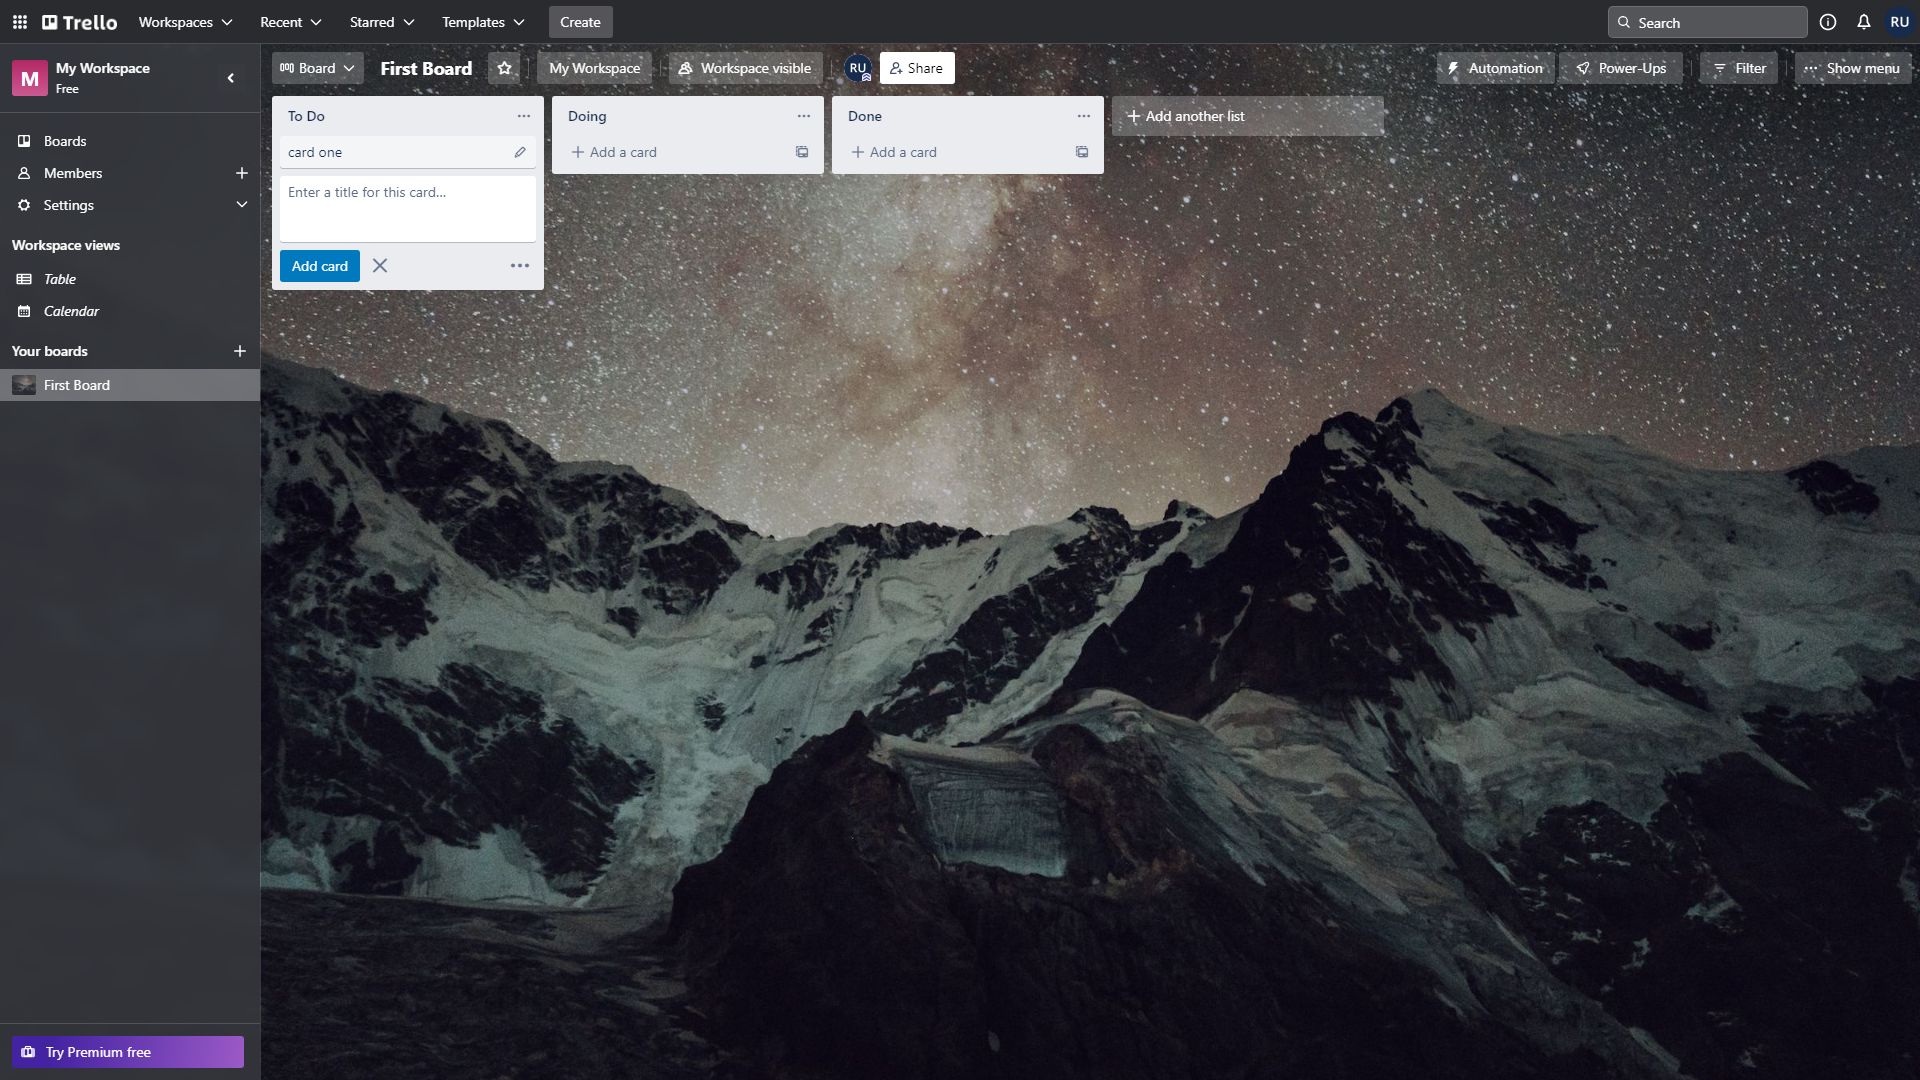 Trello
Workspaces
Recent
Starred
Templates
Create
Search
RU
M
My Workspace
Free
Board
First Board
My Workspace
Workspace visible
RU
Share
Automation
Power-Ups
Filter
Show menu
Boards
Members
Settings
Workspace views
Table
Calendar
Your boards
First Board
Try Premium free
To Do
card one
Enter a title for this card...
Add card
Doing
Add a card
Done
Add a card
Add another list